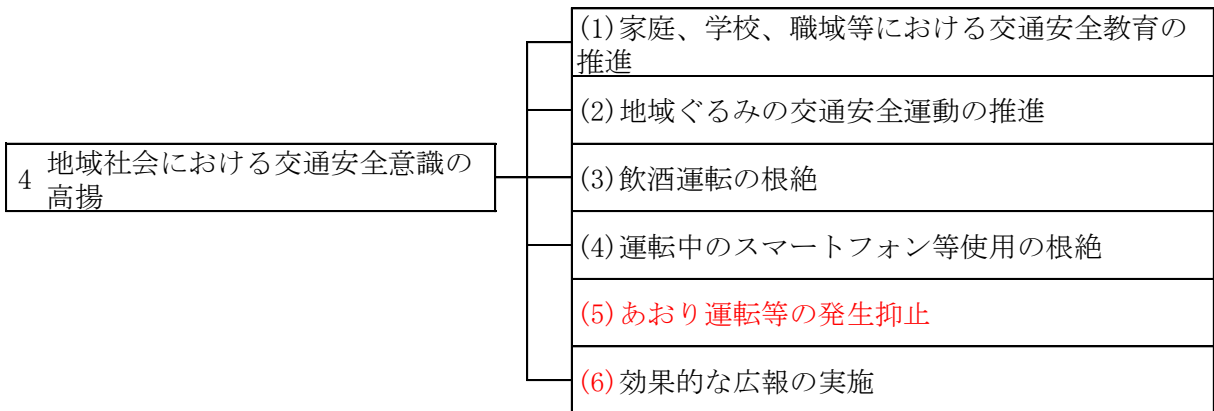 4 地域社会における交通安全意識の
高揚
(1)家庭、学校、職域等における交通安全教育の
推進
(2)地域ぐるみの交通安全運動の推進
(3)飲酒運転の根絶
(4)運転中のスマートフォン等使用の根絶
(5)あおり運転等の発生抑止
(6)効果的な広報の実施